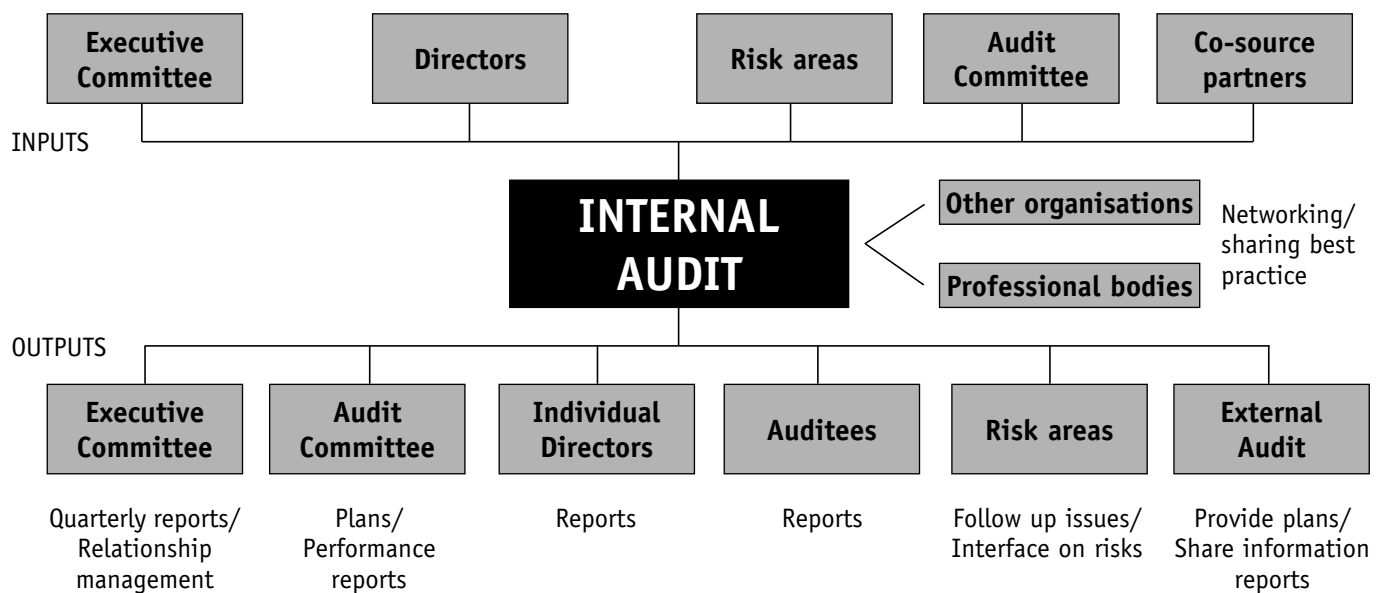 Executive
Committee
Directors
Risk areas
Audit
Committee
Co-source
partners
INPUTS
INTERNAL
AUDIT
Other organisations
Professional bodies
Networking/
sharing best
practice
OUTPUTS
Executive
Committee
Audit
Committee
Individual
Directors
Auditees
Risk areas
External
Audit
Quarterly reports/
Relationship
management
Plans/
Performance
reports
Reports
Reports
Follow up issues/
Interface on risks
Provide plans/
Share information
reports